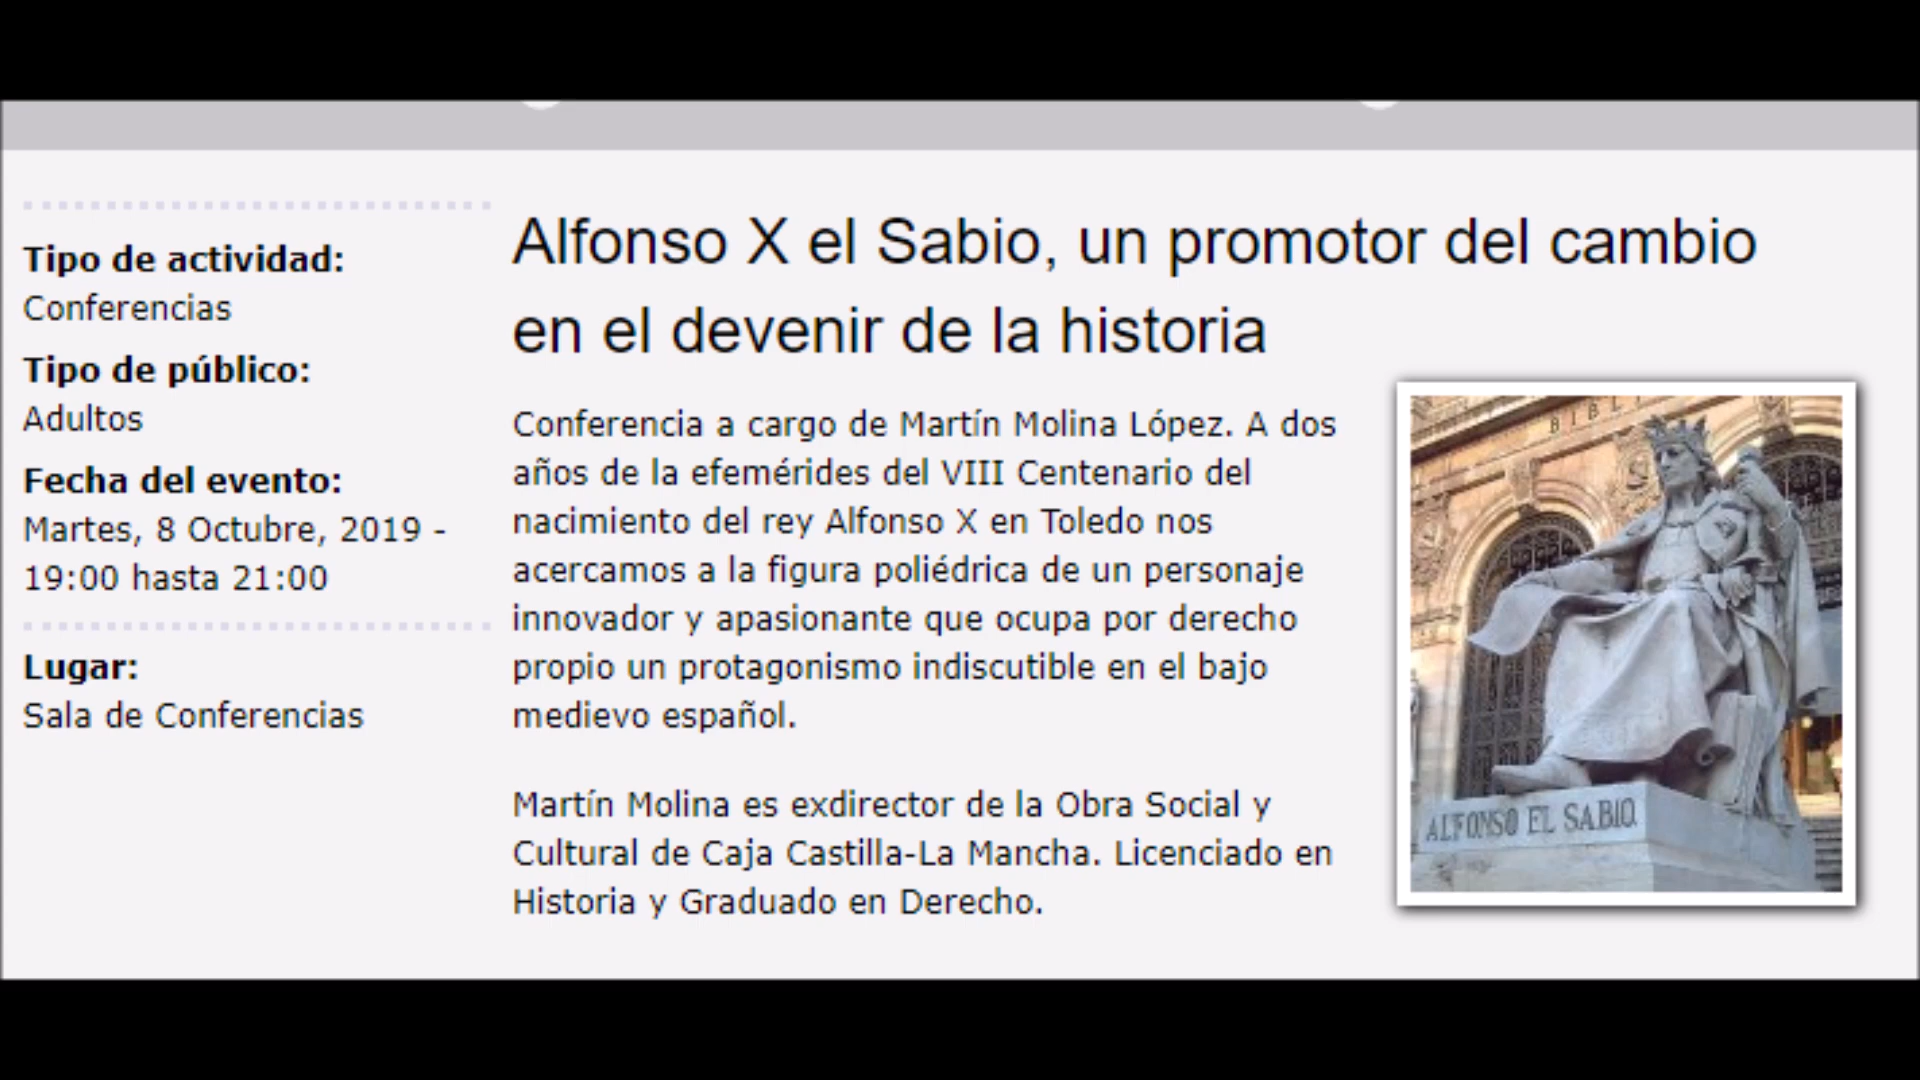 Tipo de actividad:
Conferencias
Tipo de público:
Adultos
Fecha del evento:
Martes, 8 Octubre, 2019 -
19:00 hasta 21:00
Lugar:
Sala de Conferencias
Alfonso X el Sabio, un promotor del cambio
en el devenir de la historia
Conferencia a cargo de Martín Molina López. A dos
años de la efemérides del VIII Centenario del
nacimiento del rey Alfonso X en Toledo nos
acercamos a la figura poliédrica de un personaje
innovador y apasionante que ocupa por derecho
propio un protagonismo indiscutible en el bajo
medievo español.
Martín Molina es exdirector de la Obra Social y
Cultural de Caja Castilla-La Mancha. Licenciado en
Historia y Graduado en Derecho.
ALFONSO EL SABIO